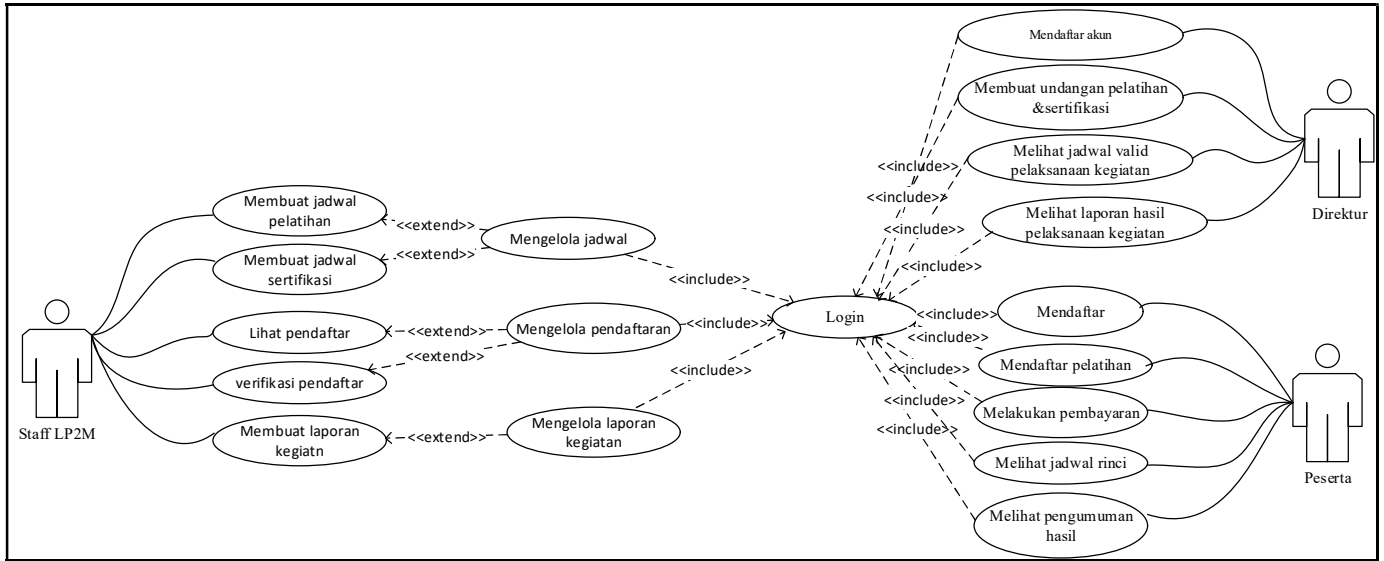 Membuat jadwal
pelatihan
Membuat jadwal
sertifikasi
Lihat pendaftar
verifikasi pendaftar
Membuat laporan
kegiatn
Staff LP2M
<<extend>>
<<extend>>
<<extend>>
<<extend>>
<<extend>>
Mengelola jadwal
Mengelola pendaftaran
Mengelola laporan
kegiatan
<<include>>
<<include>>
<<include>>
Login
Mendaftar akun
Membuat undangan pelatihan
&sertifikasi
Melihat jadwal valid
pelaksanaan kegiatan
Melihat laporan hasil
pelaksanaan kegiatan
<<include>>
<<include>>
<<include>>
<<include>>
Direktur
<<include>>
<<include>>
<<include>>
<<include>>
<<include>>
Mendaftar
Mendaftar pelatihan
Melakukan pembayaran
Melihat jadwal rinci
Melihat pengumuman
hasil
Peserta